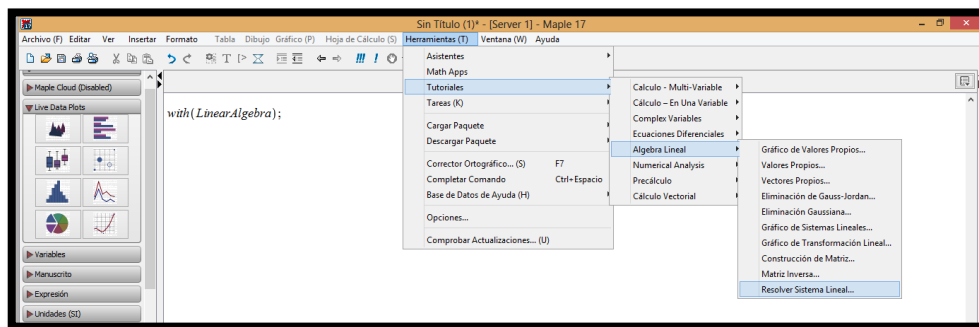 Sin Título (1)* - [Server 1] - Maple 17
Archivo (F) Editar Ver Insertar Formato Tabla Dibujo Gráfico (P) Hoja de Cálculo (S) Herramientas (T) Ventana (W) Ayuda
Maple Cloud (Disabled)
Live Data Plots
Variables
Manuscrito
Expresión
Unidades (SI)
with(LinearAlgebra);
Asistentes
Math Apps
Tutoriales
Tareas (K)
Cargar Paquete
Descargar Paquete
Corrector Ortográfico... (S) F7
Completar Comando Ctrl+Espacio
Base de Datos de Ayuda (H)
Opciones...
Comprobar Actualizaciones... (U)
Calculo - Multi-Variable
Cálculo – En Una Variable
Complex Variables
Ecuaciones Diferenciales
Algebra Lineal
Numerical Analysis
Precálculo
Cálculo Vectorial
Gráfico de Valores Propios...
Valores Propios...
Vectores Propios...
Eliminación de Gauss-Jordan...
Eliminación Gaussiana...
Gráfico de Sistemas Lineales...
Gráfico de Transformación Lineal...
Construcción de Matriz...
Matriz Inversa...
Resolver Sistema Lineal...